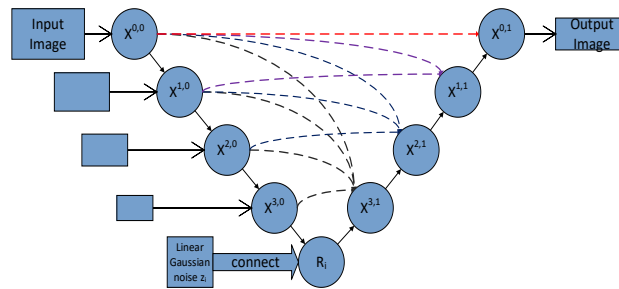 Input
Image
X0,0
X0,1
Output
Image
X1,0
X1,1
X2,0
X2,1
X3,0
X3,1
Linear
Gaussian
noise zi
connect
Ri